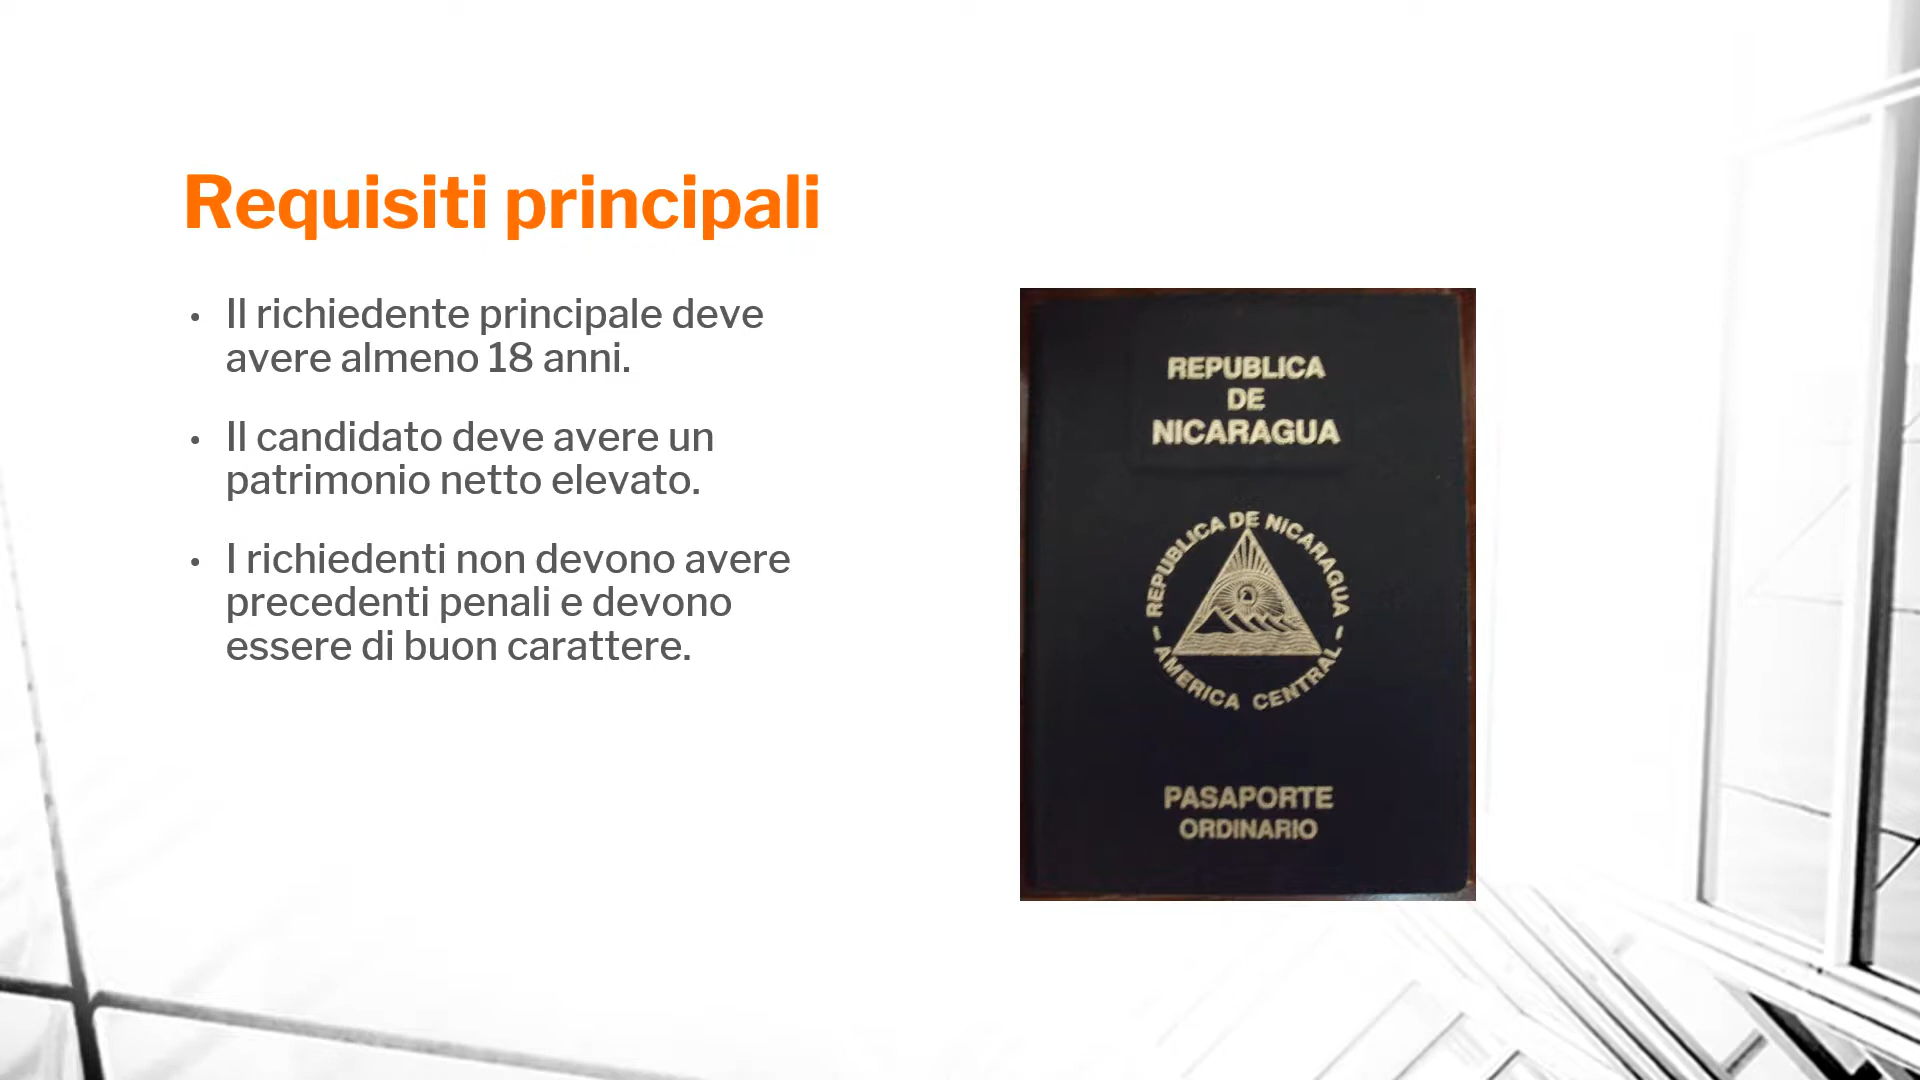 Requisiti principali
• Il richiedente principale deve
avere almeno 18 anni.
• Il candidato deve avere un
patrimonio netto elevato.
• I richiedenti non devono avere
precedenti penali e devono
essere di buon carattere.
REPUBLICA
DE
NICARAGUA
REPUBLICA DE NICARAGUA
- AMERICA CENTRAL -
PASAPORTE
ORDINARIO